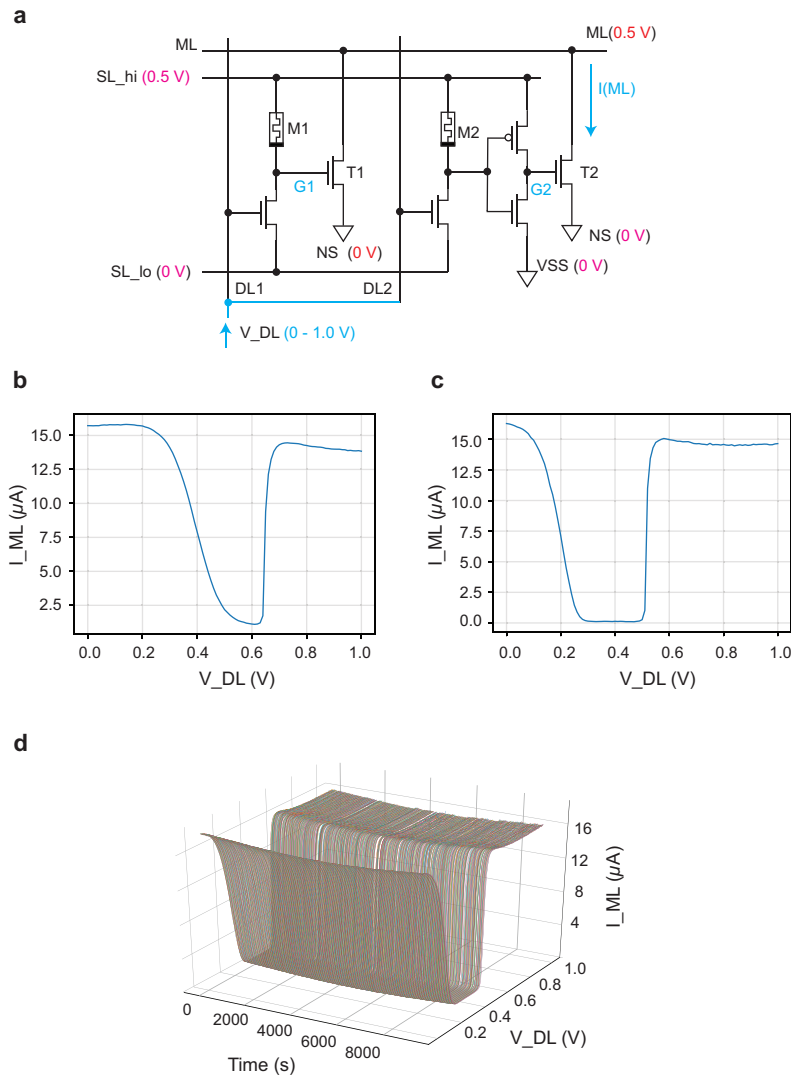 a
ML
ML(0.5 V)
SL_hi (0.5 V)
I(ML)
M1
M2
T1
T2
G1
G2
NS (0 V)
NS (0 V)
SL_lo (0 V)
VSS (0 V)
DL1
DL2
V_DL (0 - 1.0 V)
b
15.0
12.5
10.0
7.5
5.0
2.5
I_ML (µA)
0.0 0.2 0.4 0.6 0.8 1.0
V_DL (V)
c
15.0
12.5
10.0
7.5
5.0
2.5
0.0
I_ML (µA)
0.0 0.2 0.4 0.6 0.8 1.0
V_DL (V)
d
16
12
8
4
I_ML (µA)
1.0
0.8
0.6
0.4
0.2
V_DL (V)
0
2000
4000
6000
8000
Time (s)